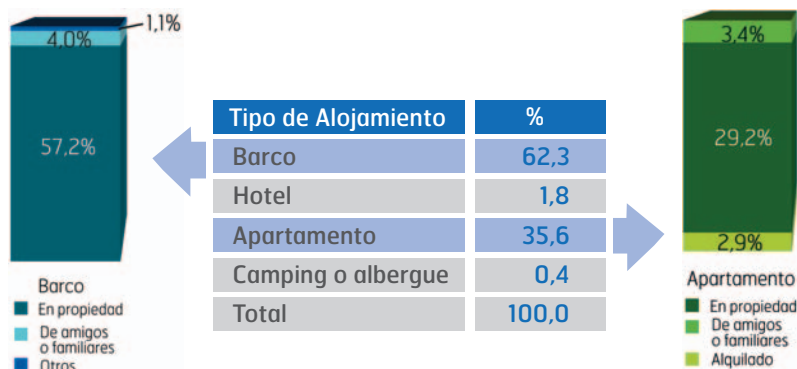 1,1%
4,0%
57,2%
Barco
En propiedad
De amigos
o familiares
Otros
Tipo de Alojamiento %
Barco 62,3
Hotel 1,8
Apartamento 35,6
Camping o albergue 0,4
Total 100,0
3,4%
29,2%
2,9%
Apartamento
En propiedad
De amigos
o familiares
Alquilado